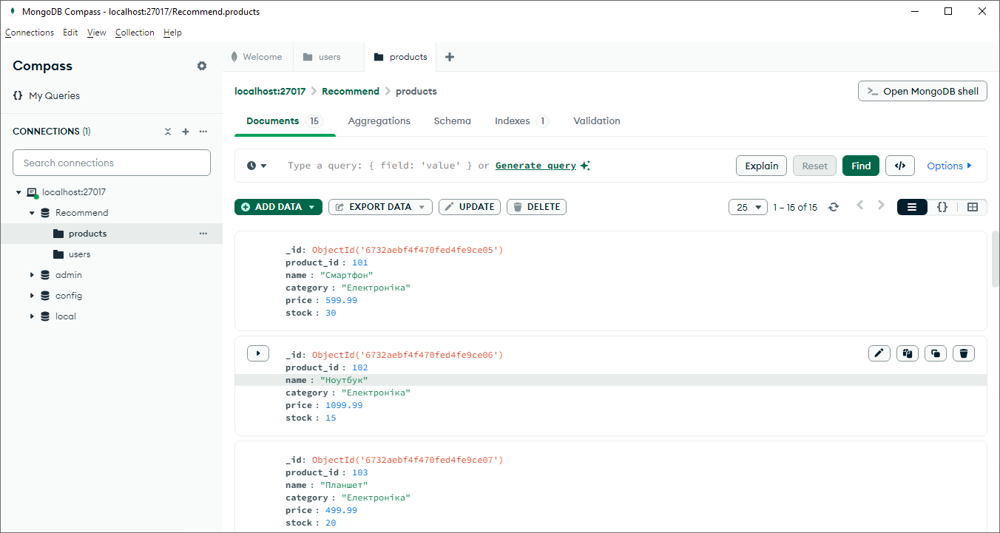 MongoDB Compass - localhost:27017/Recommend.products
Connections Edit View Collection Help
Compass
{} My Queries
CONNECTIONS (1)
Search connections
localhost:27017
Recommend
products
users
admin
config
local
Welcome users products
localhost:27017 > Recommend > products
>_ Open MongoDB shell
Documents 15 Aggregations Schema Indexes 1 Validation
Type a query: { field: 'value' } or Generate query
Explain Reset Find </> Options
ADD DATA EXPORT DATA UPDATE DELETE
25 1 – 15 of 15 {}
_id: ObjectId('6732aebf4f470fed4fe9ce05')
product_id : 101
name : "Смартфон"
category : "Електроніка"
price : 599.99
stock : 30
_id: ObjectId('6732aebf4f470fed4fe9ce06')
product_id : 102
name : "Ноутбук"
category : "Електроніка"
price : 1099.99
stock : 15
_id: ObjectId('6732aebf4f470fed4fe9ce07')
product_id : 103
name : "Планшет"
category : "Електроніка"
price : 499.99
stock : 20